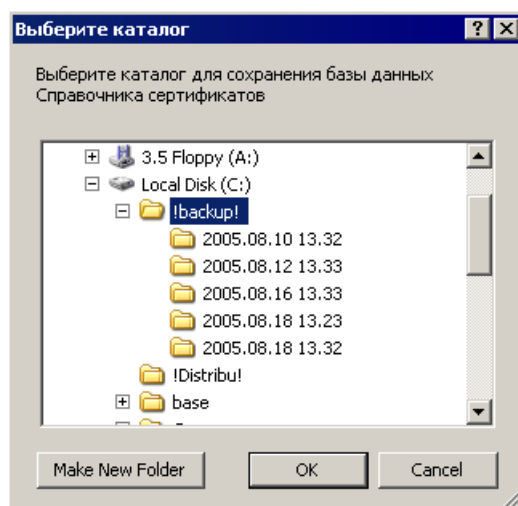 Выберите каталог
Выберите каталог для сохранения базы данных
Справочника сертификатов
3.5 Floppy (A:)
Local Disk (C:)
!backup!
2005.08.10 13.32
2005.08.12 13.33
2005.08.16 13.33
2005.08.18 13.23
2005.08.18 13.32
!Distribu!
base
Make New Folder
OK
Cancel